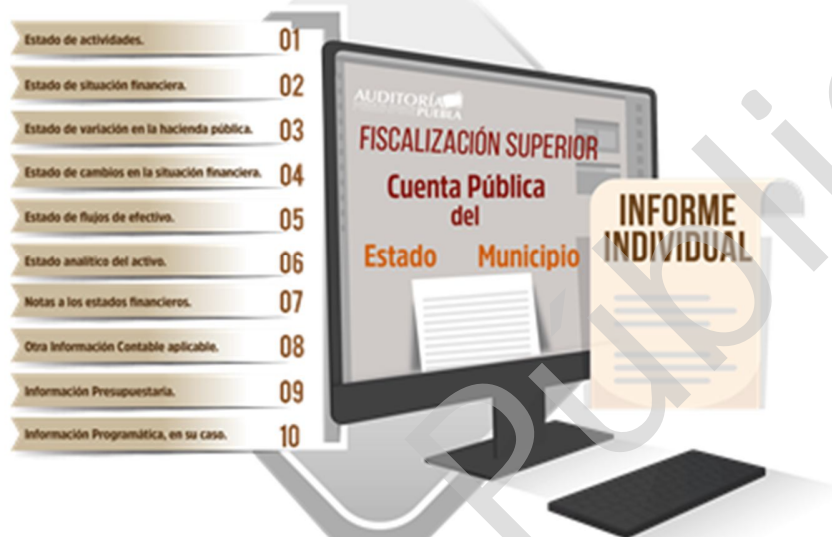 Estado de actividades. 01
Estado de situación financiera. 02
Estado de variación en la hacienda pública. 03
Estado de cambios en la situación financiera. 04
Estado de flujos de efectivo. 05
Estado analítico del activo. 06
Notas a los estados financieros. 07
Otra Información Contable aplicable. 08
Información Presupuestaria. 09
Información Programática, en su caso. 10
AUDITORÍA
PUEBLA
FISCALIZACIÓN SUPERIOR
Cuenta Pública
del
Estado Municipio
INFORME
INDIVIDUAL
Públic